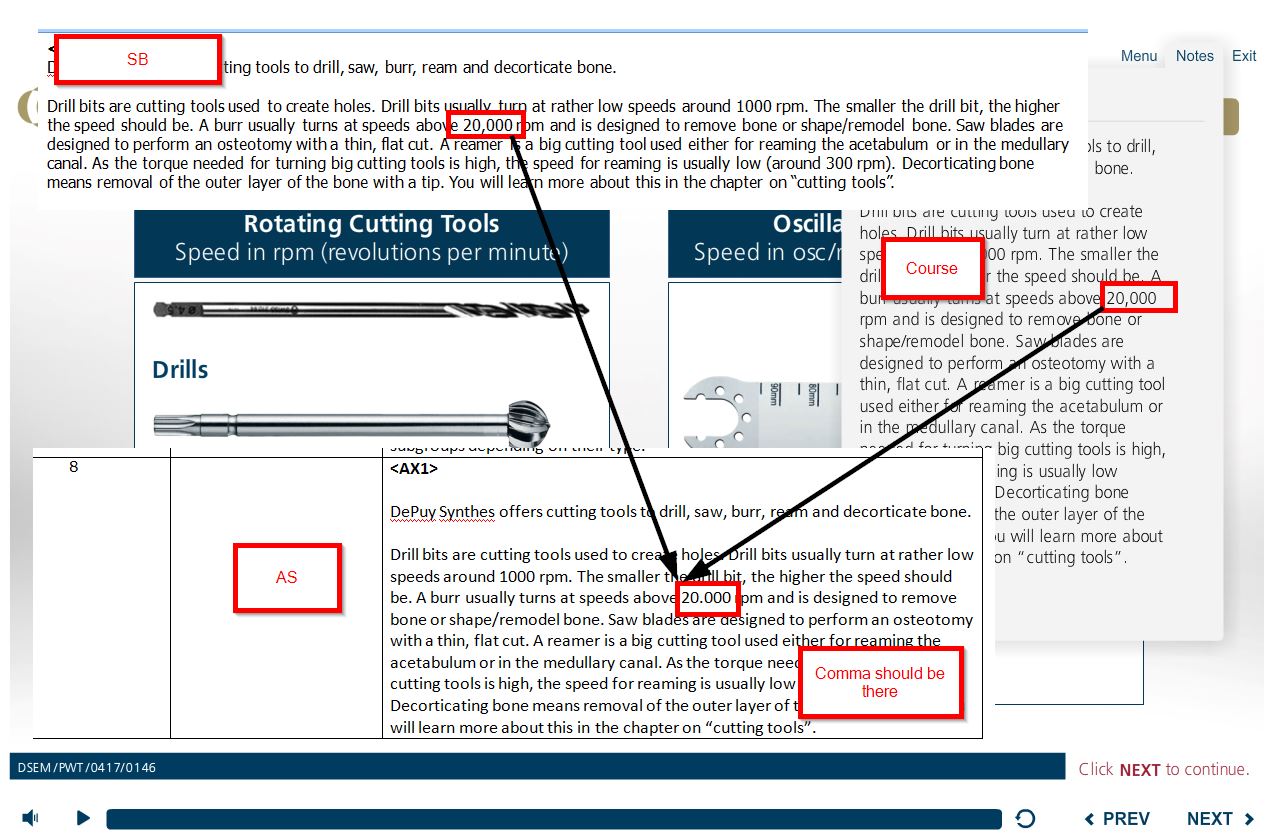 SB
ting tools to drill, saw, burr, ream and decorticate bone.
Drill bits are cutting tools used to create holes. Drill bits usually turn at rather low speeds around 1000 rpm. The smaller the drill bit, the higher
the speed should be. A burr usually turns at speeds above 20,000 rpm and is designed to remove bone or shape/remodel bone. Saw blades are
designed to perform an osteotomy with a thin, flat cut. A reamer is a big cutting tool used either for reaming the acetabulum or in the medullary
canal. As the torque needed for turning big cutting tools is high, the speed for reaming is usually low (around 300 rpm). Decorticating bone
means removal of the outer layer of the bone with a tip. You will learn more about this in the chapter on “cutting tools”.
Menu Notes Exit
ols to drill,
bone.
Rotating Cutting Tools
Speed in rpm (revolutions per minute)
Drills
Oscilla
Speed in osc/r
90mm
80mm
Drill bits are cutting tools used to create
holes. Drill bits usually turn at rather low
spe 000 rpm. The smaller the
dril r the speed should be. A
burr usually turns at speeds above 20,000
rpm and is designed to remove bone or
shape/remodel bone. Saw blades are
designed to perform an osteotomy with a
thin, flat cut. A reamer is a big cutting tool
used either for reaming the acetabulum or
in the medullary canal. As the torque
needed for turning big cutting tools is high,
ing is usually low
Decorticating bone
the outer layer of the
ou will learn more about
on “cutting tools”.
Course
subgroups depending on their type.
8
<AX1>
DePuy Synthes offers cutting tools to drill, saw, burr, ream and decorticate bone.
Drill bits are cutting tools used to create holes. Drill bits usually turn at rather low
speeds around 1000 rpm. The smaller the drill bit, the higher the speed should
be. A burr usually turns at speeds above 20.000 rpm and is designed to remove
bone or shape/remodel bone. Saw blades are designed to perform an osteotomy
with a thin, flat cut. A reamer is a big cutting tool used either for reaming the
acetabulum or in the medullary canal. As the torque need
cutting tools is high, the speed for reaming is usually low
Decorticating bone means removal of the outer layer of t
will learn more about this in the chapter on “cutting tools”.
AS
Comma should be
there
DSEM/PWT/0417/0146
Click NEXT to continue.
PREV NEXT